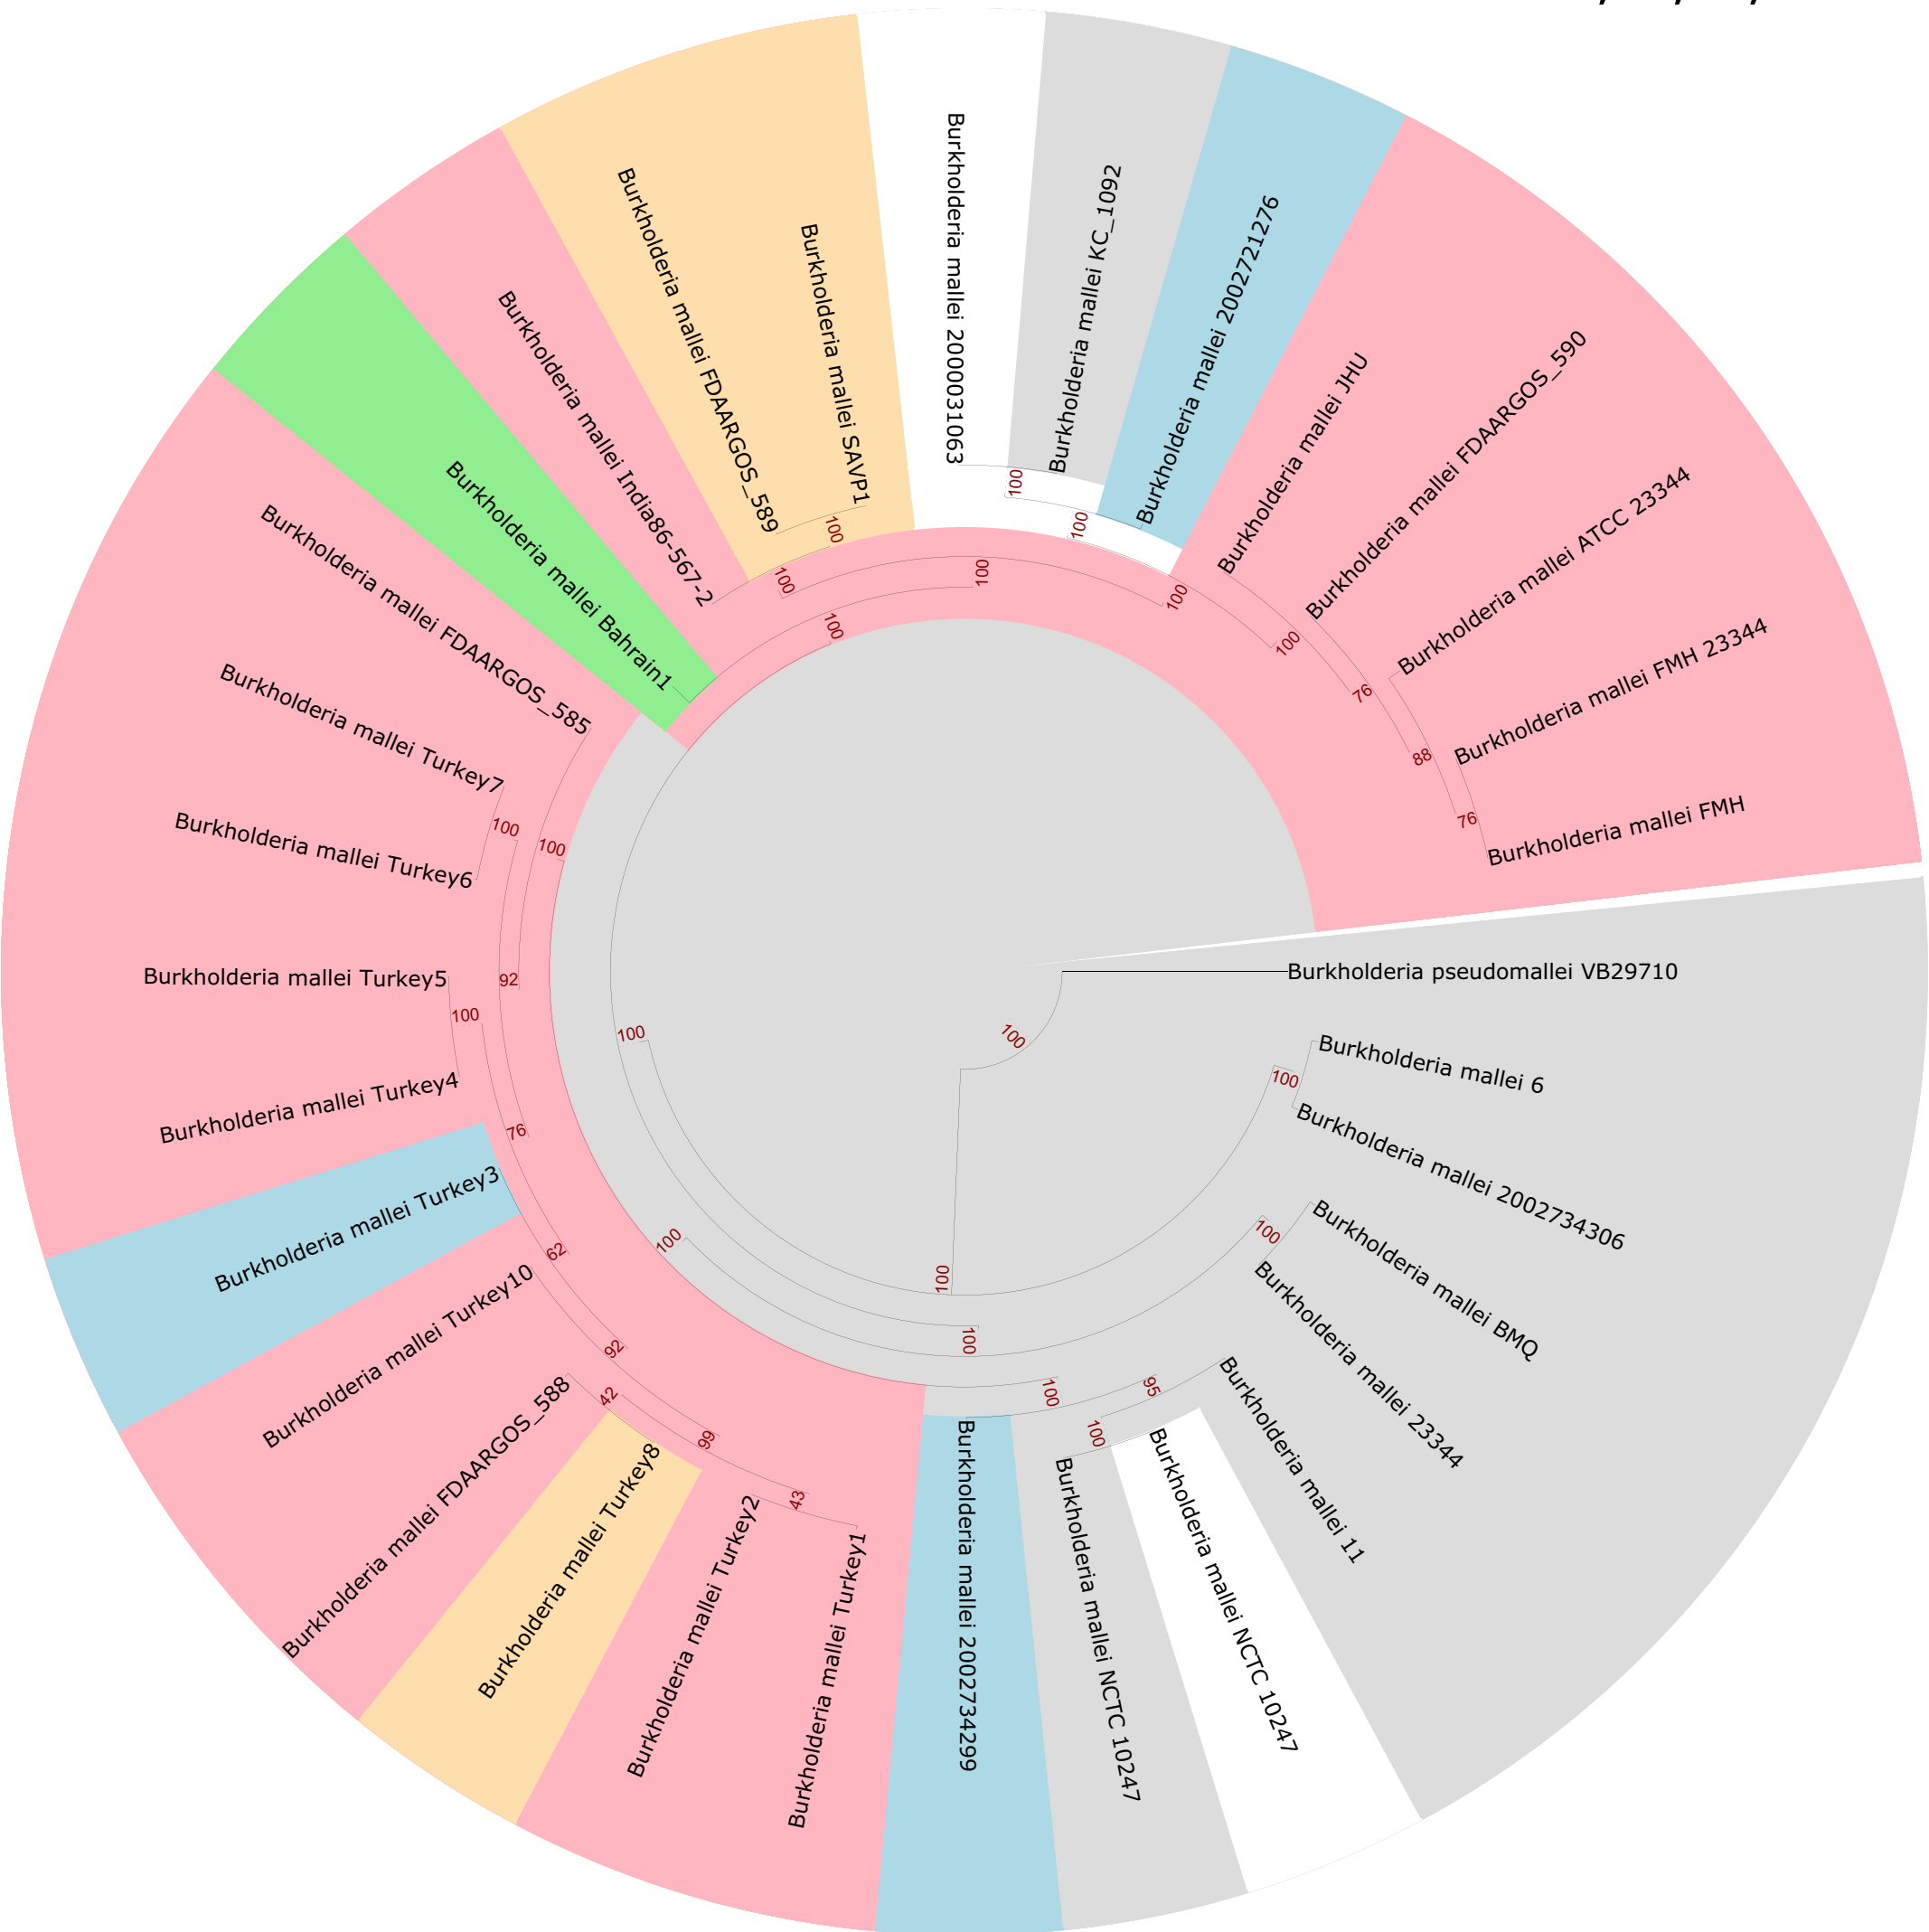 Burkholderia mallei 2000031063
Burkholderia mallei KC_1092
Burkholderia mallei 2002721276
Burkholderia mallei JHU
Burkholderia mallei FDAARGOS_590
Burkholderia mallei ATCC 23344
Burkholderia mallei FMH 23344
Burkholderia mallei FMH
Burkholderia pseudomallei VB29710
Burkholderia mallei 6
Burkholderia mallei 2002734306
Burkholderia mallei BMQ
Burkholderia mallei 23344
Burkholderia mallei 11
Burkholderia mallei NCTC 10247
Burkholderia mallei NCTC 10247
Burkholderia mallei 2002734299
Burkholderia mallei Turkey1
Burkholderia mallei Turkey2
Burkholderia mallei Turkey8
Burkholderia mallei FDAARGOS_588
Burkholderia mallei Turkey10
Burkholderia mallei Turkey3
Burkholderia mallei Turkey4
Burkholderia mallei Turkey5
Burkholderia mallei Turkey6
Burkholderia mallei Turkey7
Burkholderia mallei FDAARGOS_585
Burkholderia mallei Bahrain1
Burkholderia mallei India86-567-2
Burkholderia mallei FDAARGOS_589
Burkholderia mallei SAVP1
100
100
100
100
100
100
100
100
100
76
88
76
100
100
92
100
76
62
92
42
99
43
100
100
100
100
100
100
95
100
100
100